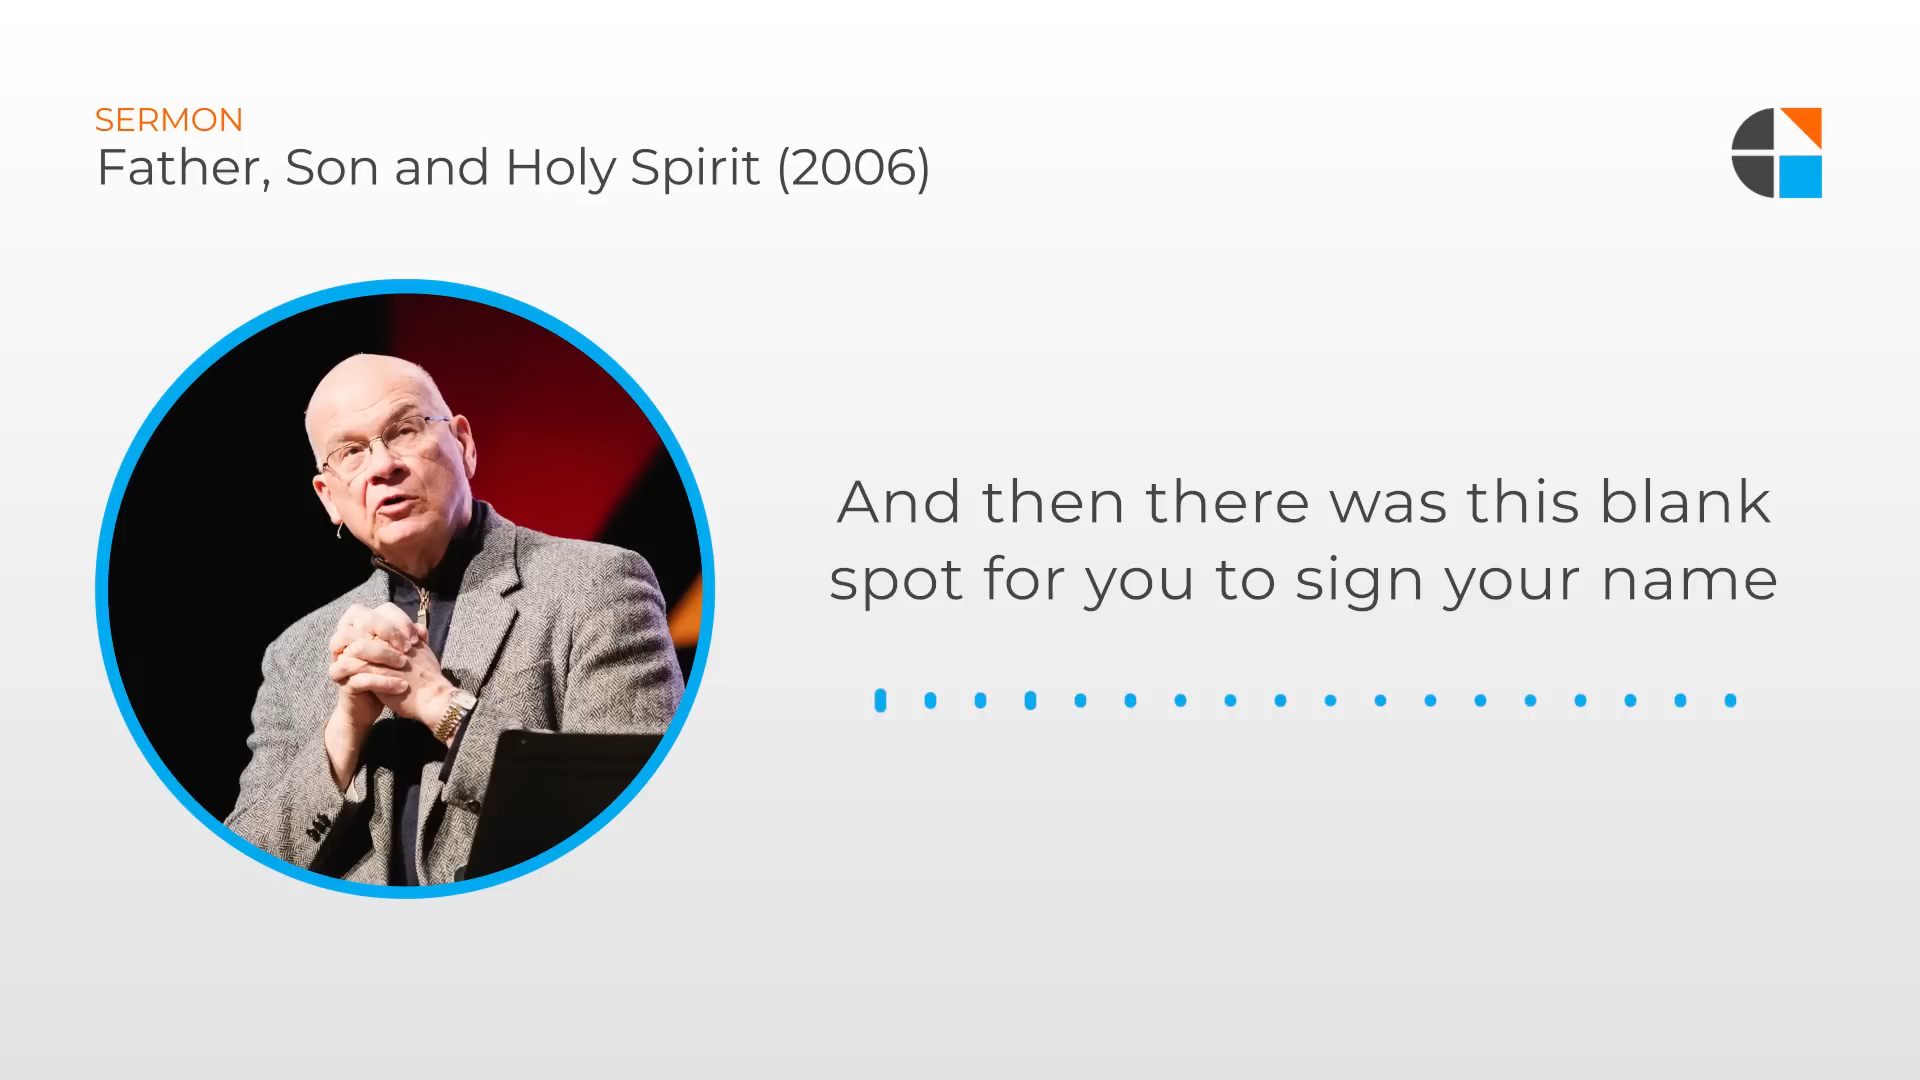 SERMON
Father, Son and Holy Spirit (2006)
And then there was this blank
spot for you to sign your name